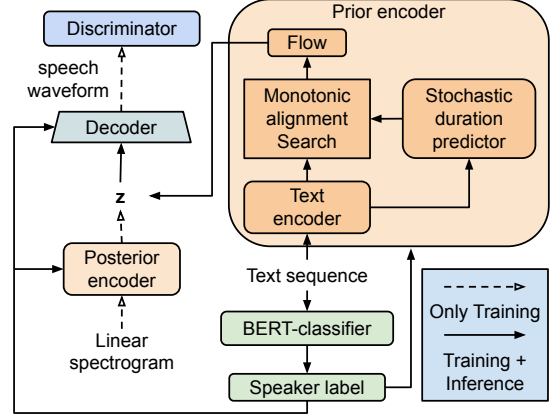 Prior encoder
Discriminator
Flow
speech
waveform
Monotonic
alignment
Search
Stochastic
duration
predictor
Decoder
z
Text
encoder
Posterior
encoder
Text sequence
Only Training
Linear
spectrogram
BERT-classifier
Training +
Inference
Speaker label